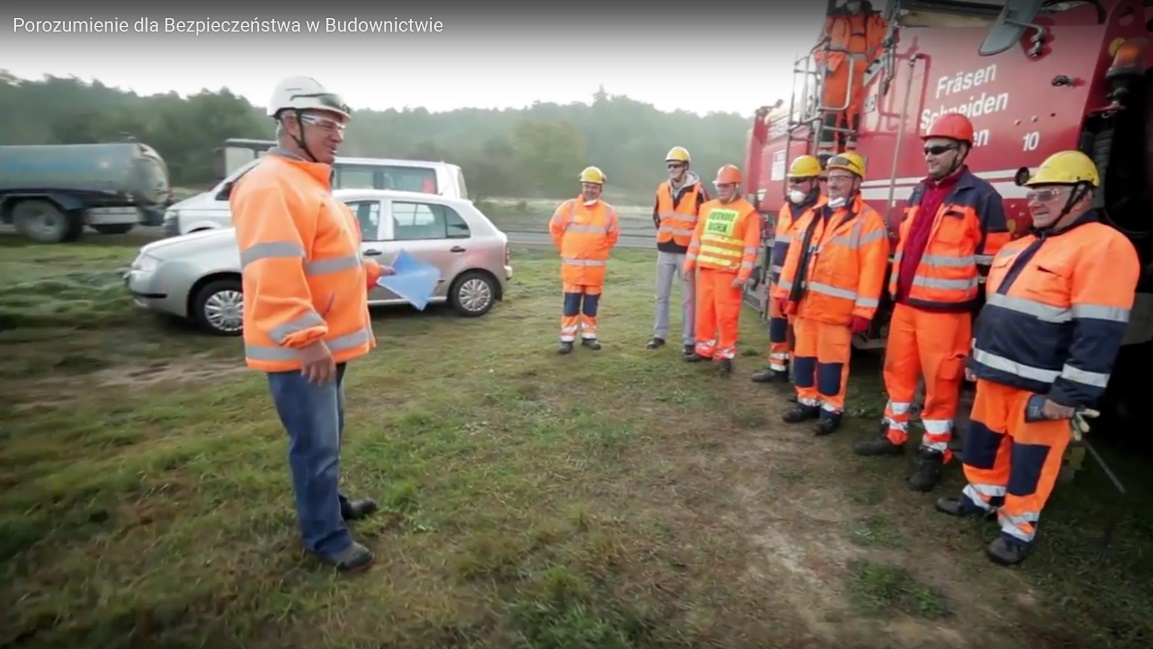 Porozumienie dla Bezpieczeństwa w Budownictwie
Fräsen
Schneiden
10